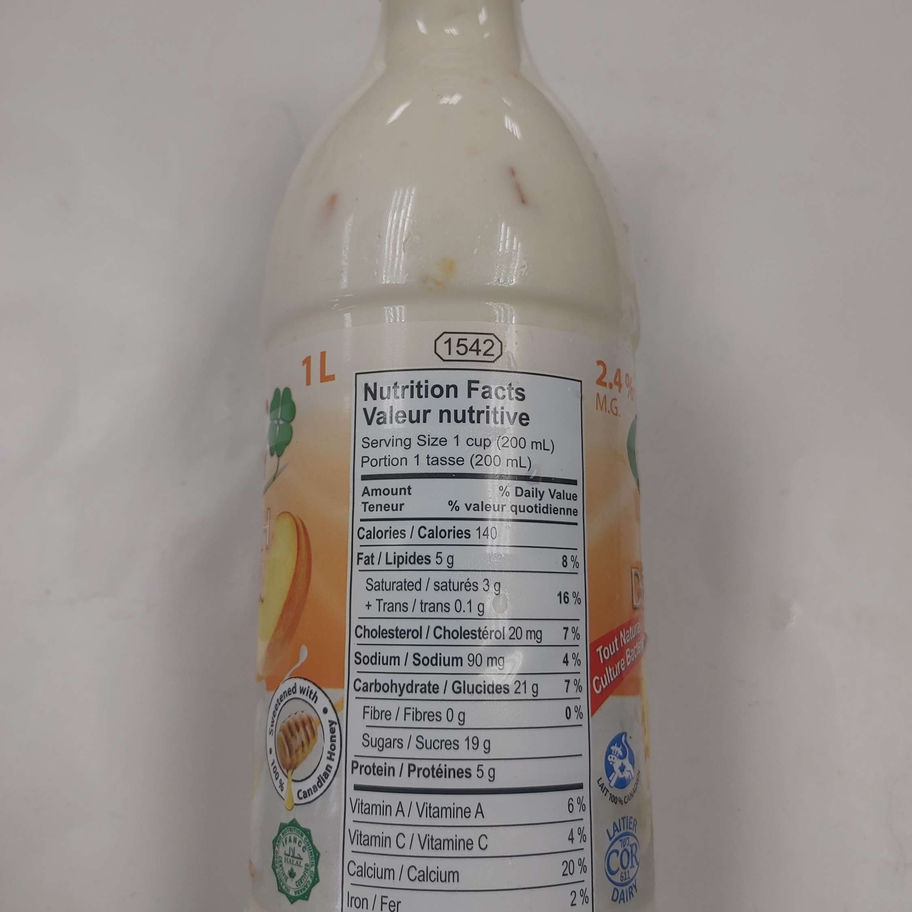 1542
1 L
2.4 %
M.G.
Nutrition Facts
Valeur nutritive
Serving Size 1 cup (200 mL)
Portion 1 tasse (200 mL)
Amount % Daily Value
Teneur % valeur quotidienne
Calories / Calories 140
Fat / Lipides 5 g 8 %
Saturated / saturés 3 g
+ Trans / trans 0.1 g 16 %
Cholesterol / Cholestérol 20 mg 7 %
Sodium / Sodium 90 mg 4 %
Carbohydrate / Glucides 21 g 7 %
Fibre / Fibres 0 g 0 %
Sugars / Sucres 19 g
Protein / Protéines 5 g
Vitamin A / Vitamine A 6 %
Vitamin C / Vitamine C 4 %
Calcium / Calcium 20 %
Iron / Fer 2 %
Sweetened with
100 % Canadian Honey
HALAL
Tout
Culture
LAIT 100%
LAITIER
COR
DAIRY